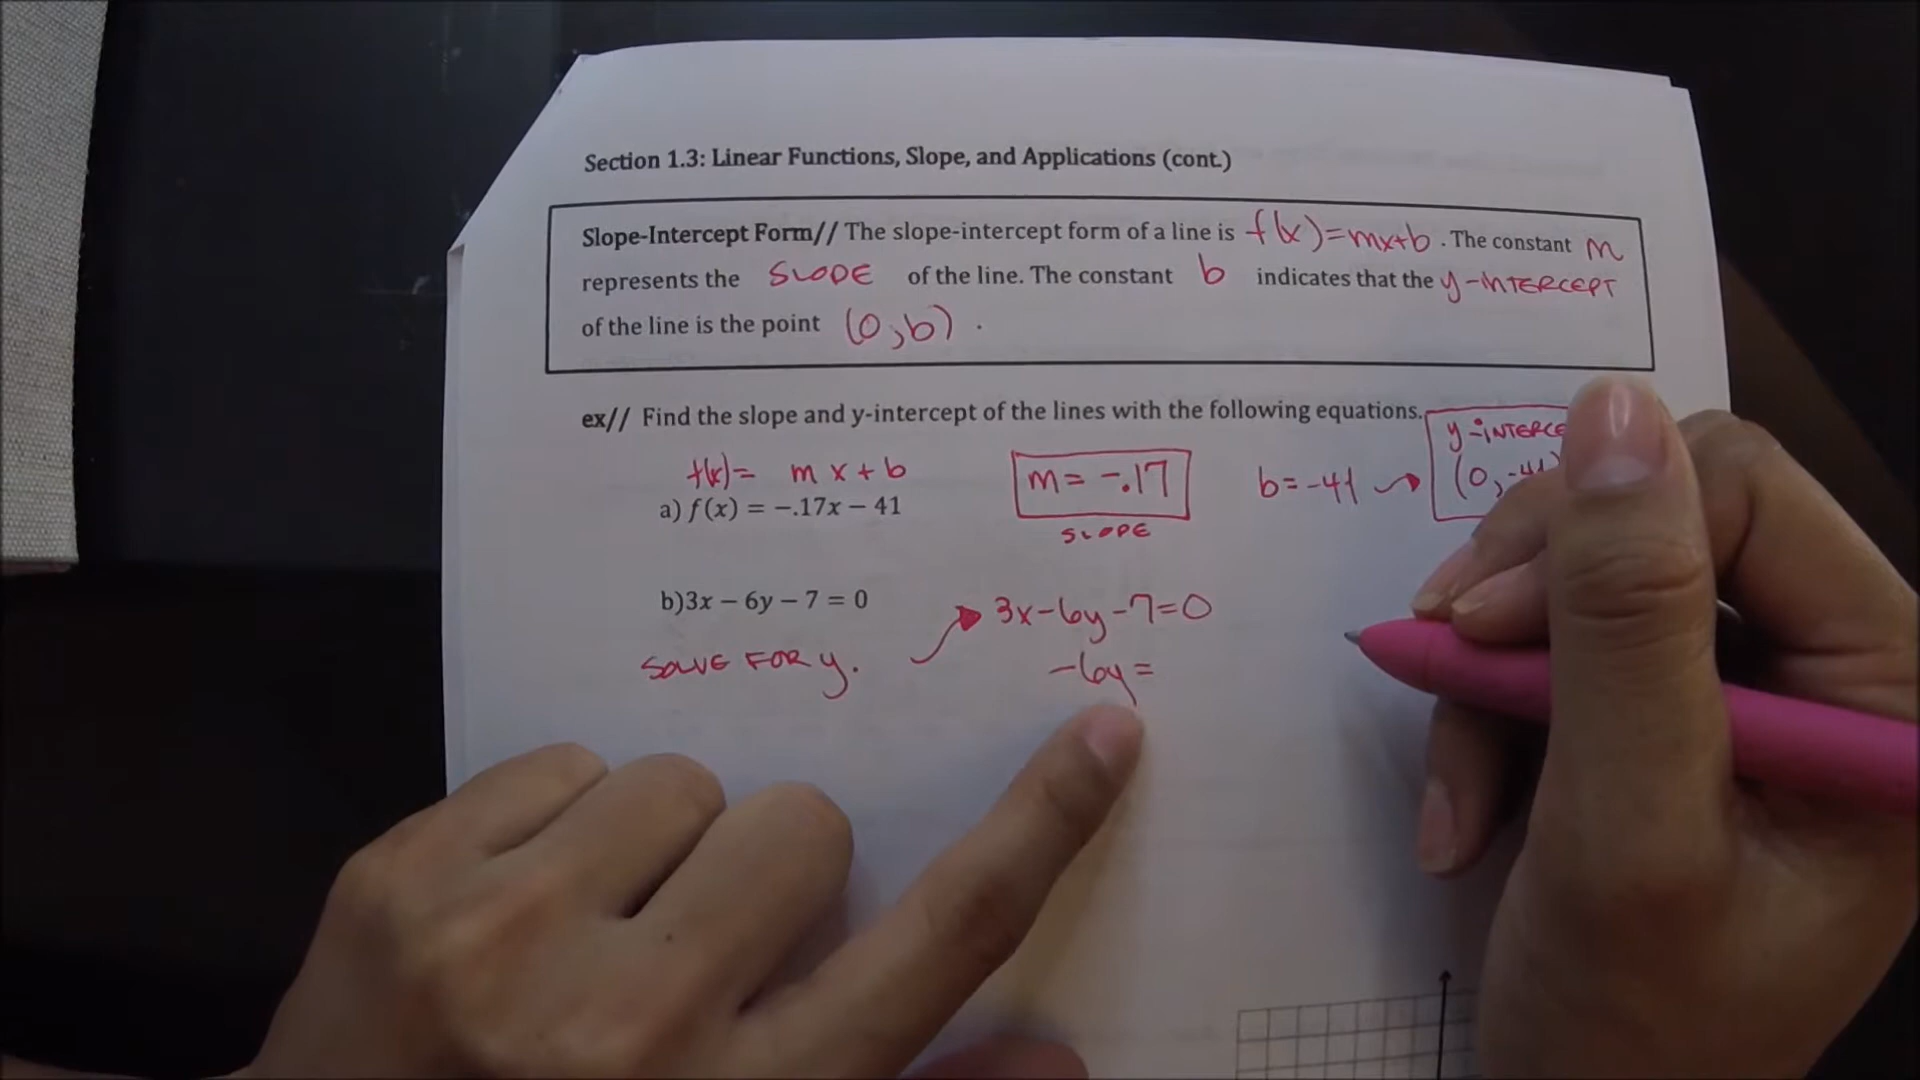 Section 1.3: Linear Functions, Slope, and Applications (cont.)
Slope-Intercept Form// The slope-intercept form of a line is f(x)=mx+b. The constant m
represents the SLOPE of the line. The constant b indicates that the y-INTERCEPT
of the line is the point (0,b).
ex// Find the slope and y-intercept of the lines with the following equations.
f(x)= mx+b
a) f(x) = −.17x − 41
m = -.17
SLOPE
b=-41
(0,-41)
b)3x − 6y − 7 = 0
3x-6y-7=0
SOLVE FOR y.
-6y=